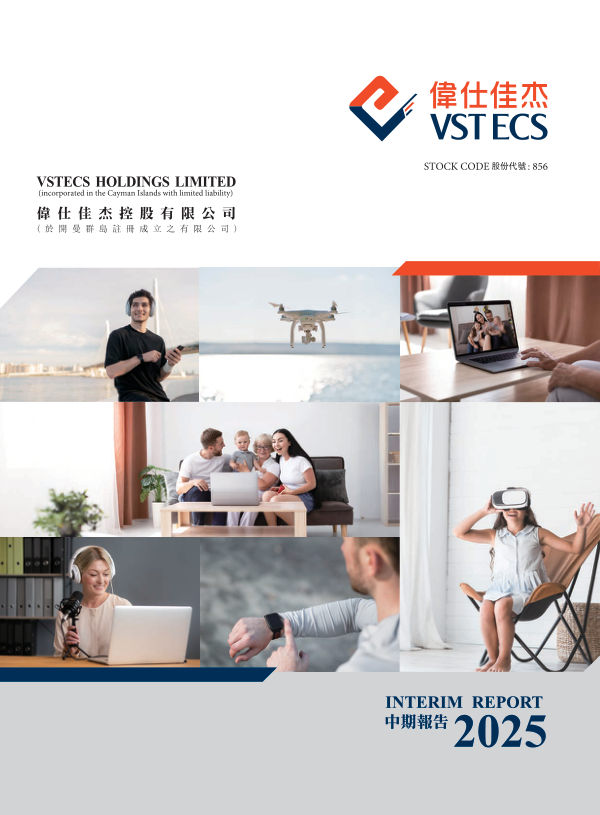 偉仕佳杰
VSTECS
STOCK CODE 股份代號 : 856
VSTECS HOLDINGS LIMITED
(incorporated in the Cayman Islands with limited liability)
偉仕佳杰控股有限公司
(於開曼群島註冊成立之有限公司)
INTERIM REPORT
中期報告 2025